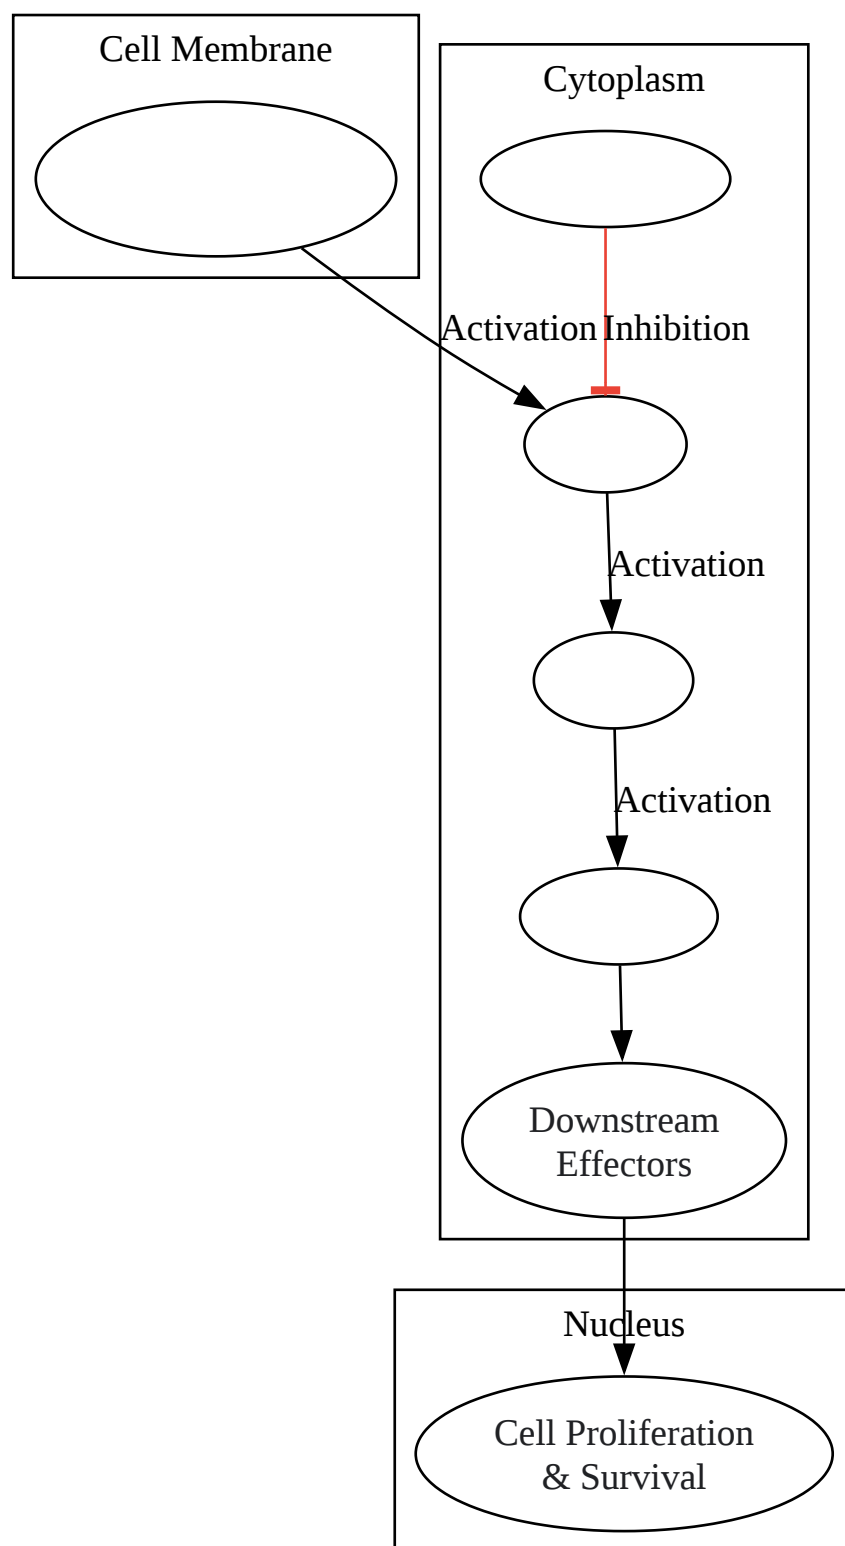 Cell Membrane
Cytoplasm
Activation
Inhibition
Activation
Activation
Downstream
Effectors
Nucleus
Cell Proliferation
& Survival